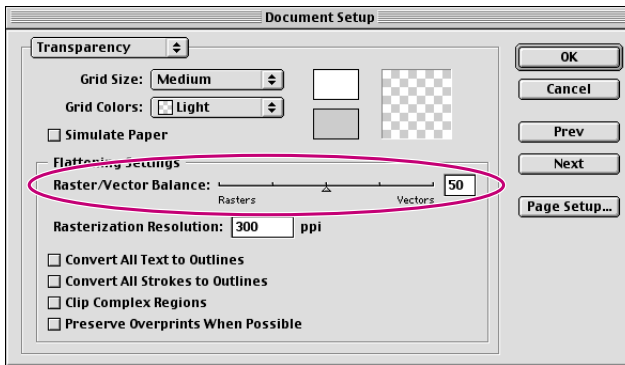 Document Setup
Transparency
OK
Grid Size: Medium
Cancel
Grid Colors: Light
Simulate Paper
Prev
Flattening Settings
Next
Raster/Vector Balance: 50
Rasters Vectors
Page Setup...
Rasterization Resolution: 300 ppi
Convert All Text to Outlines
Convert All Strokes to Outlines
Clip Complex Regions
Preserve Overprints When Possible